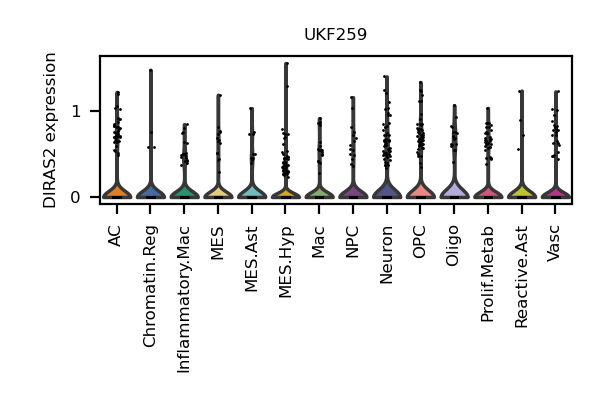 UKF259
DIRAS2 expression
1
0
AC
Chromatin.Reg
Inflammatory.Mac
MES
MES.Ast
MES.Hyp
Mac
NPC
Neuron
OPC
Oligo
Prolif.Metab
Reactive.Ast
Vasc